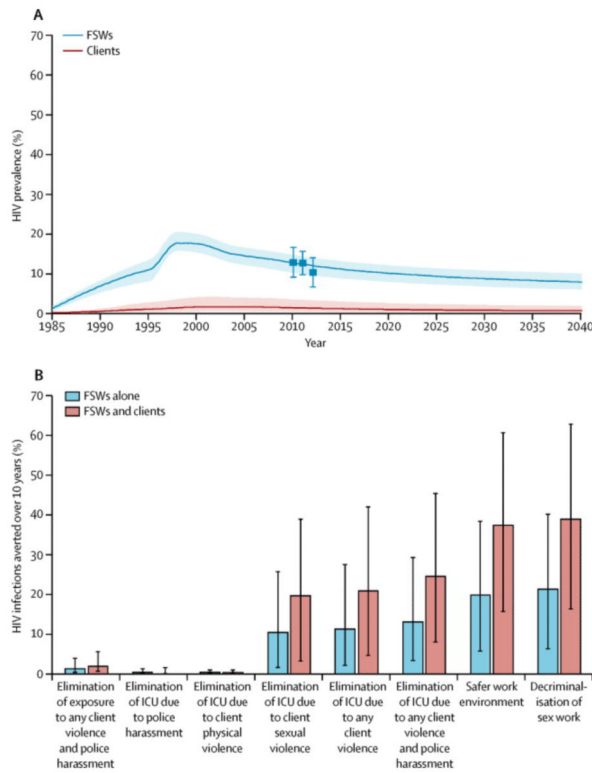 A
70
60
50
40
30
20
10
0
HIV prevalence (%)
FSWs
Clients
1985 1990 1995 2000 2005 2010 2015 2020 2025 2030 2035 2040
Year
B
70
60
50
40
30
20
10
0
HIV infections averted over 10 years (%)
FSWs alone
FSWs and clients
Elimination
of exposure
to any client
violence
and police
harassment
Elimination
of ICU due
to police
harassment
Elimination
of ICU due
to client
physical
violence
Elimination
of ICU due
to client
sexual
violence
Elimination
of ICU due
to any
client
violence
Elimination
of ICU due to
any client
violence
and police
harassment
Safer work
environment
Decriminal-
isation of
sex work